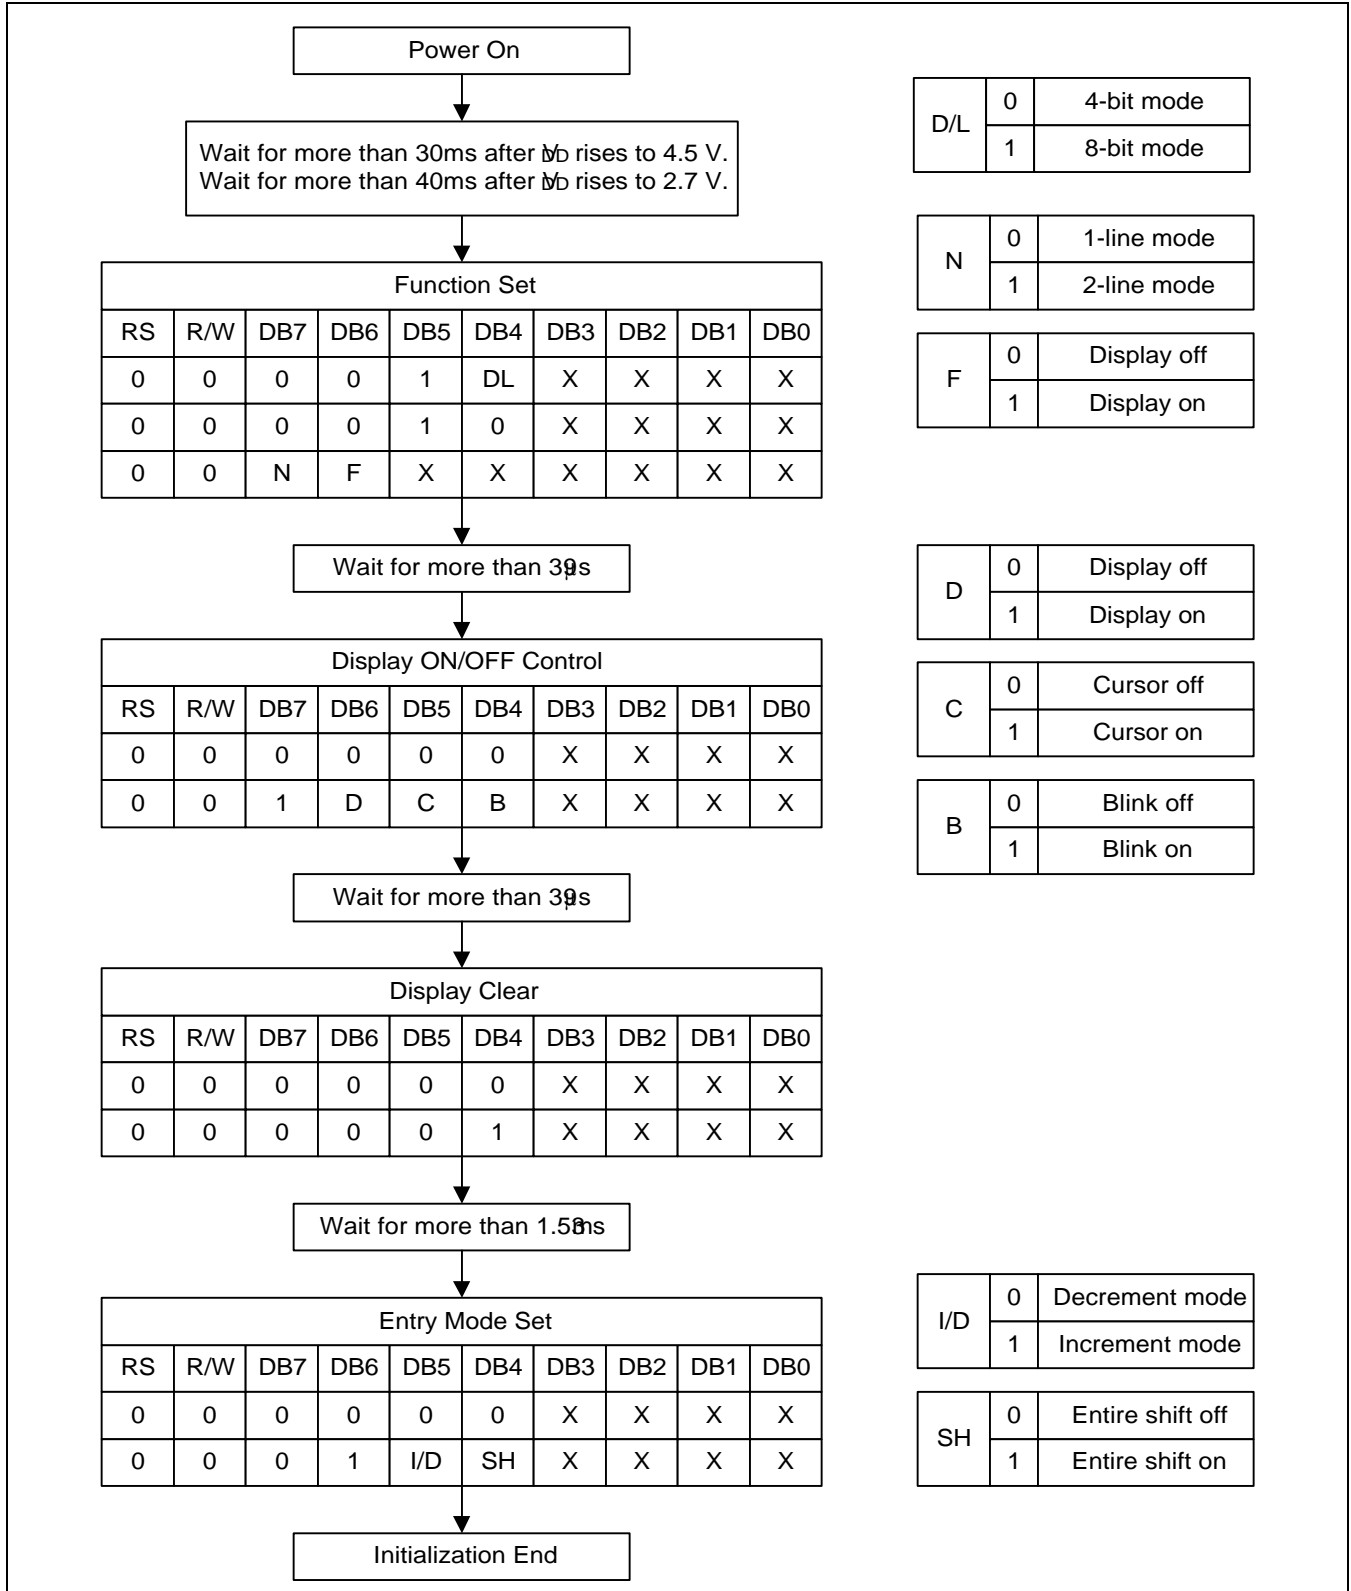 Power On
Wait for more than 30ms after VDD rises to 4.5 V.
Wait for more than 40ms after VDD rises to 2.7 V.
Function Set
RS R/W DB7 DB6 DB5 DB4 DB3 DB2 DB1 DB0
0 0 0 0 1 DL X X X X
0 0 0 0 1 0 X X X X
0 0 N F X X X X X X
Wait for more than 39μs
Display ON/OFF Control
RS R/W DB7 DB6 DB5 DB4 DB3 DB2 DB1 DB0
0 0 0 0 0 0 X X X X
0 0 1 D C B X X X X
Wait for more than 39μs
Display Clear
RS R/W DB7 DB6 DB5 DB4 DB3 DB2 DB1 DB0
0 0 0 0 0 0 X X X X
0 0 0 0 0 1 X X X X
Wait for more than 1.53ms
Entry Mode Set
RS R/W DB7 DB6 DB5 DB4 DB3 DB2 DB1 DB0
0 0 0 0 0 0 X X X X
0 0 0 1 I/D SH X X X X
Initialization End
D/L
0 4-bit mode
1 8-bit mode
N
0 1-line mode
1 2-line mode
F
0 Display off
1 Display on
D
0 Display off
1 Display on
C
0 Cursor off
1 Cursor on
B
0 Blink off
1 Blink on
I/D
0 Decrement mode
1 Increment mode
SH
0 Entire shift off
1 Entire shift on